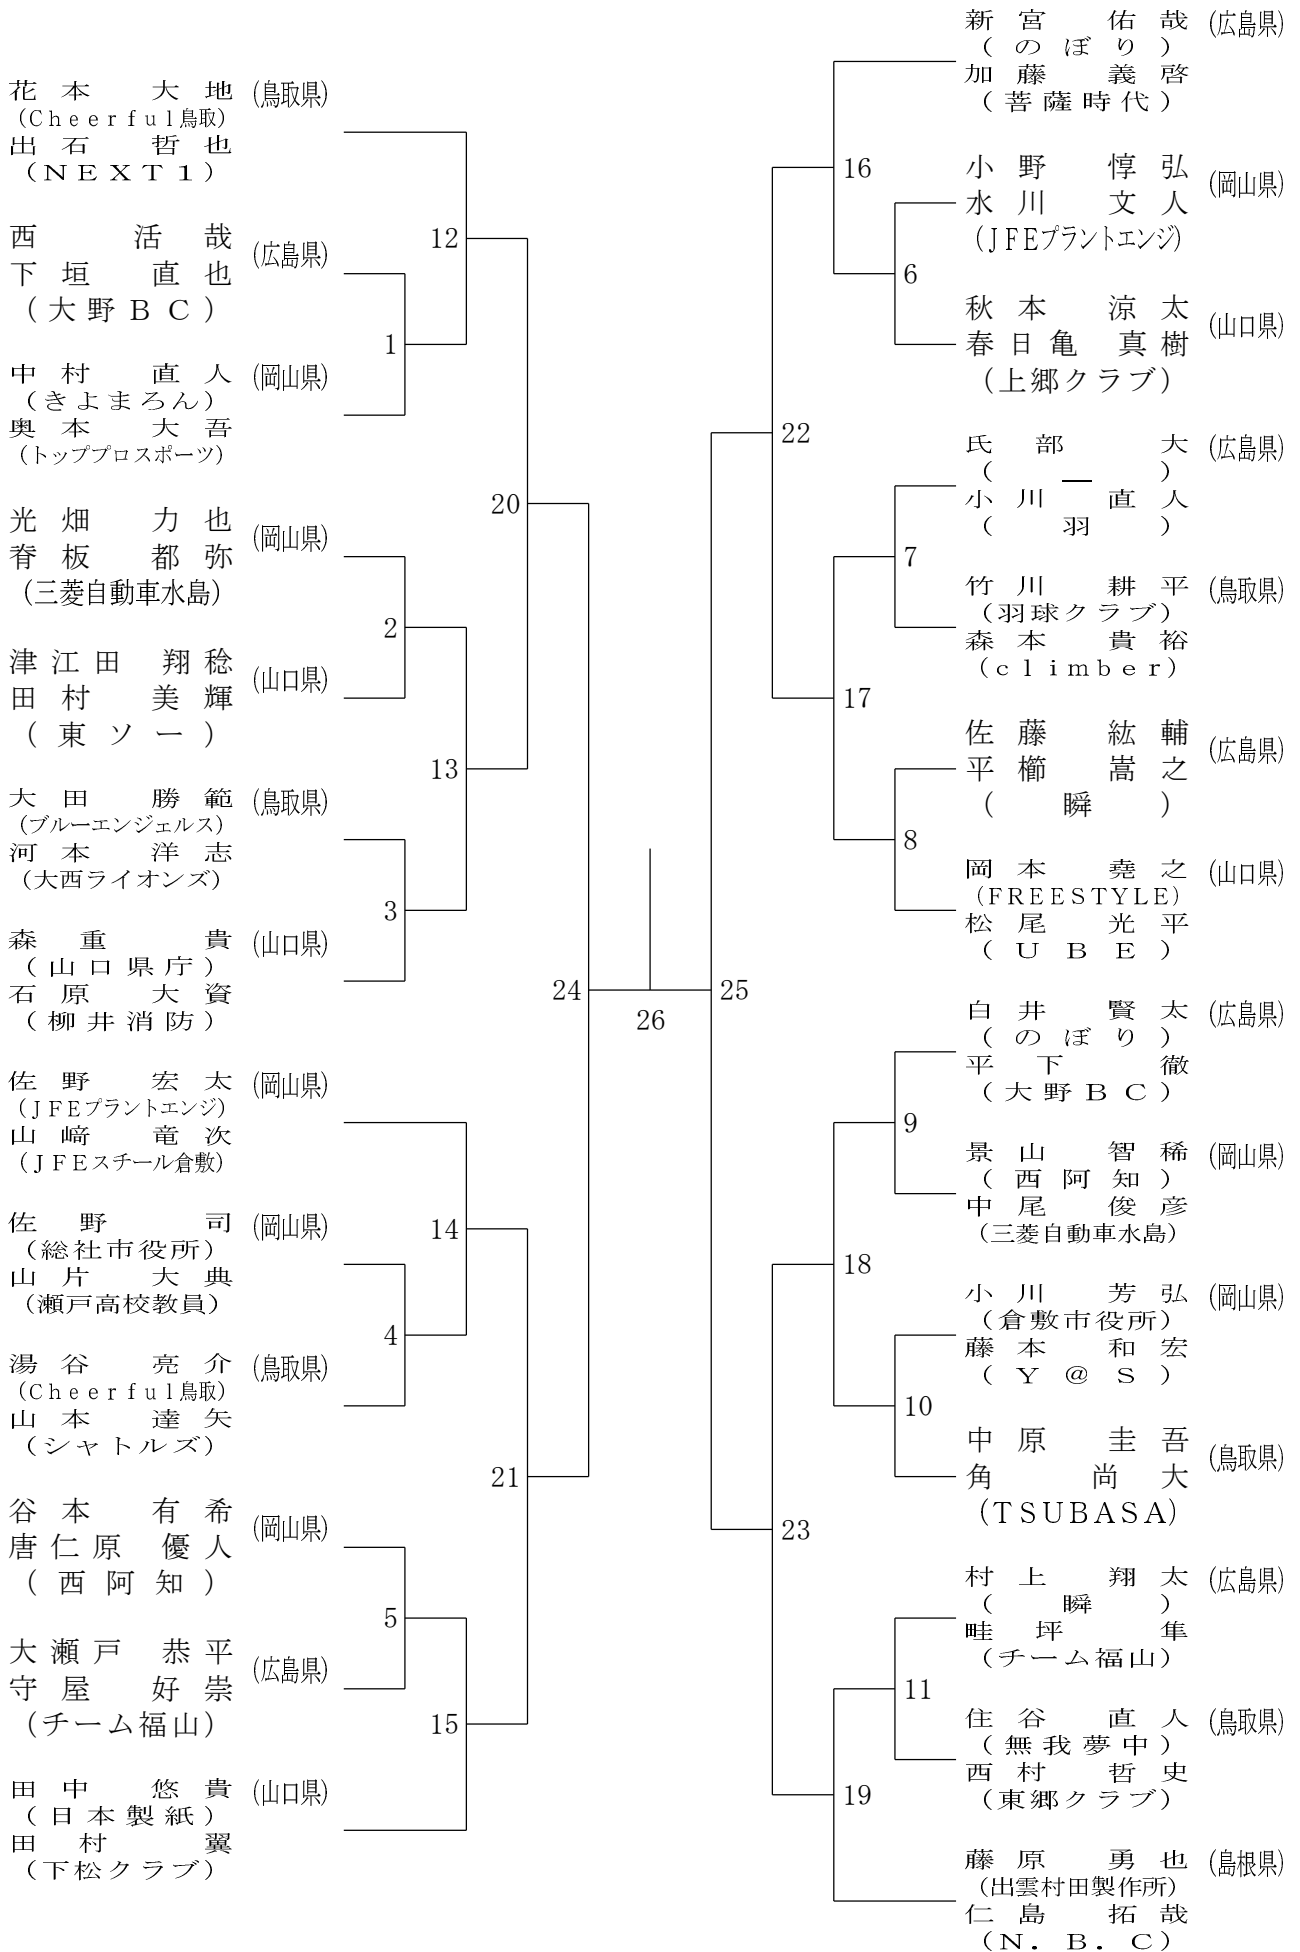 花本 大地 (鳥取県)
(Cheerful鳥取)
出石 哲也
(NEXT1)
12
西 活哉 (広島県)
下垣 直也
(大野BC)
1
中村 直人 (岡山県)
(きよまろん)
奥本 大吾
(トッププロスポーツ)
20
光畑 力也 (岡山県)
脊板 都弥
(三菱自動車水島)
2
津江田 翔稔 (山口県)
田村 美輝
(東ソー)
13
大田 勝範 (鳥取県)
(ブルーエンジェルス)
河本 洋志
(大西ライオンズ)
3
森重 貴 (山口県)
(山口県庁)
石原 大資
(柳井消防)
24
佐野 宏太 (岡山県)
(JFEプラントエンジ)
山﨑 竜次
(JFEスチール倉敷)
14
佐野 司 (岡山県)
(総社市役所)
山片 大典
(瀬戸高校教員)
4
湯谷 亮介 (鳥取県)
(Cheerful鳥取)
山本 達矢
(シャトルズ)
21
谷本 有希 (岡山県)
唐仁原 優人
(西阿知)
5
大瀬戸 恭平 (広島県)
守屋 好崇
(チーム福山)
15
田中 悠貴 (山口県)
(日本製紙)
田村 翼
(下松クラブ)
26
新宮 佑哉 (広島県)
(のぼり)
加藤 義啓
(菩薩時代)
16
小野 惇弘 (岡山県)
水川 文人
(JFEプラントエンジ)
6
秋本 涼太 (山口県)
春日亀 真樹
(上郷クラブ)
22
氏部 大 (広島県)
( _ )
小川 直人
(羽)
7
竹川 耕平 (鳥取県)
(羽球クラブ)
森本 貴裕
(climber)
17
佐藤 紘輔 (広島県)
平櫛 嵩之
(瞬)
8
岡本 堯之 (山口県)
(FREESTYLE)
松尾 光平
(UBE)
25
白井 賢太 (広島県)
(のぼり)
平下 徹
(大野BC)
9
景山 智稀 (岡山県)
(西阿知)
中尾 俊彦
(三菱自動車水島)
18
小川 芳弘 (岡山県)
(倉敷市役所)
藤本 和宏
(Y@S)
10
中原 圭吾 (鳥取県)
角 尚大
(TSUBASA)
23
村上 翔太 (広島県)
(瞬)
畦坪 隼
(チーム福山)
11
住谷 直人 (鳥取県)
(無我夢中)
西村 哲史
(東郷クラブ)
19
藤原 勇也 (島根県)
(出雲村田製作所)
仁島 拓哉
(N．B．C)